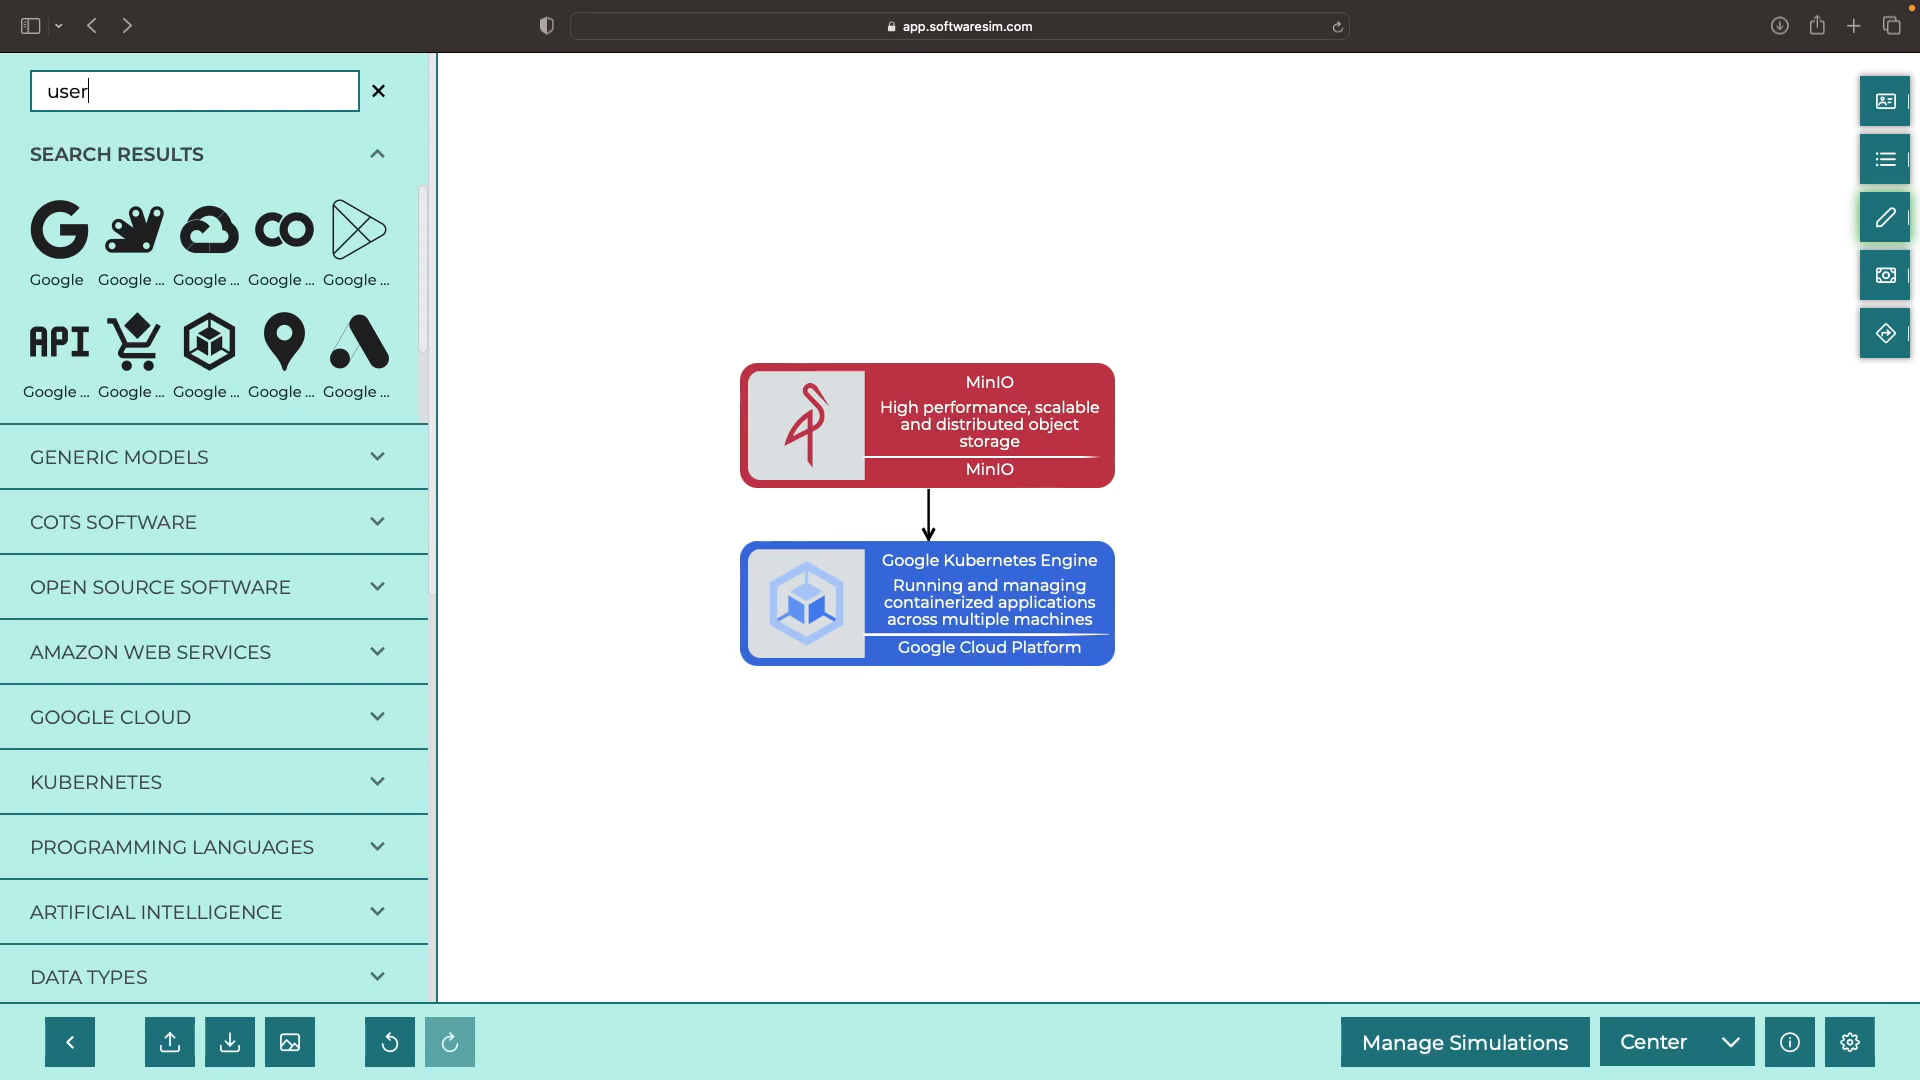 app.softwaresim.com
user
SEARCH RESULTS
Google
Google ...
Google ...
Google ...
Google ...
API
Google ...
Google ...
Google ...
Google ...
Google ...
GENERIC MODELS
COTS SOFTWARE
OPEN SOURCE SOFTWARE
AMAZON WEB SERVICES
GOOGLE CLOUD
KUBERNETES
PROGRAMMING LANGUAGES
ARTIFICIAL INTELLIGENCE
DATA TYPES
MinIO
High performance, scalable
and distributed object
storage
MinIO
Google Kubernetes Engine
Running and managing
containerized applications
across multiple machines
Google Cloud Platform
Manage Simulations
Center